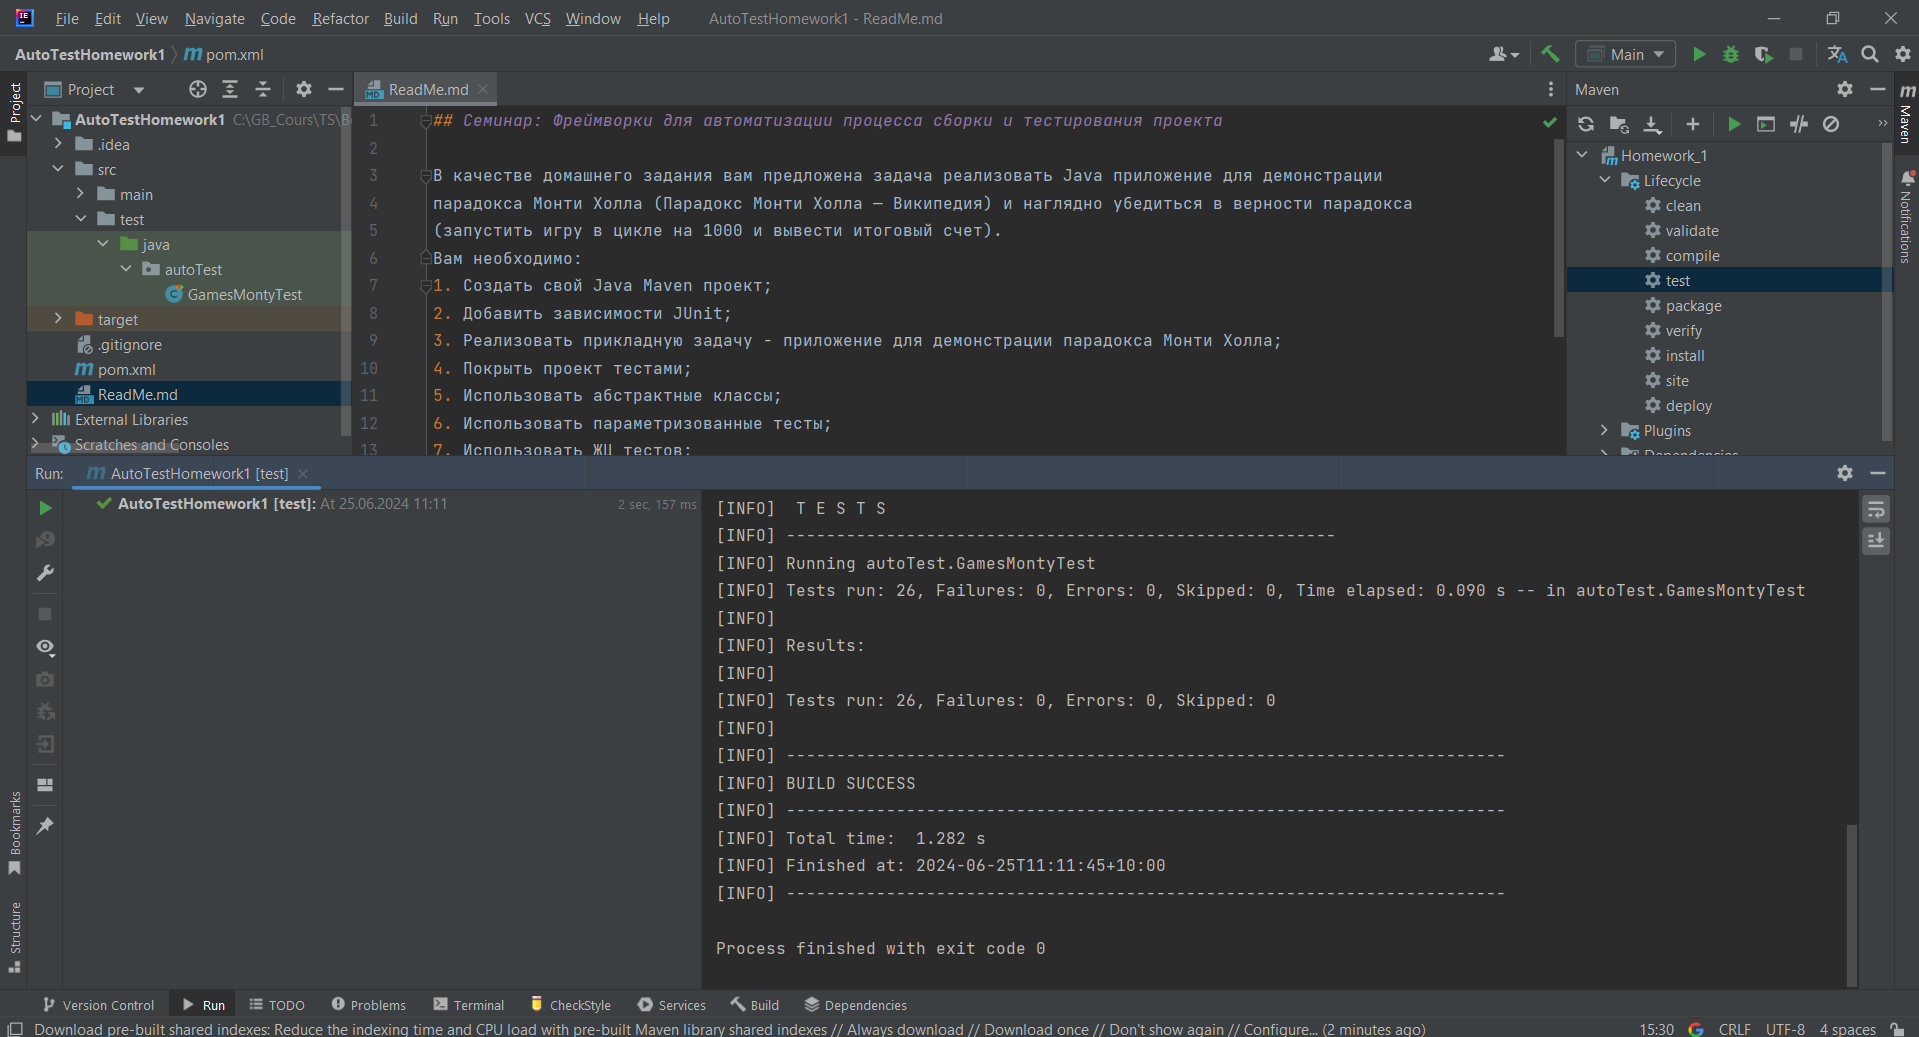 File Edit View Navigate Code Refactor Build Run Tools VCS Window Help AutoTestHomework1 - ReadMe.md
AutoTestHomework1 pom.xml
Main
Project
Project
AutoTestHomework1 C:\GB_Cours\TS\
.idea
src
main
test
java
autoTest
GamesMontyTest
target
.gitignore
pom.xml
ReadMe.md
External Libraries
Scratches and Consoles
ReadMe.md
1 ## Семинар: Фреймворки для автоматизации процесса сборки и тестирования проекта
2
3 В качестве домашнего задания вам предложена задача реализовать Java приложение для демонстрации
4 парадокса Монти Холла (Парадокс Монти Холла — Википедия) и наглядно убедиться в верности парадокса
5 (запустить игру в цикле на 1000 и вывести итоговый счет).
6 Вам необходимо:
7 1. Создать свой Java Maven проект;
8 2. Добавить зависимости JUnit;
9 3. Реализовать прикладную задачу - приложение для демонстрации парадокса Монти Холла;
10 4. Покрыть проект тестами;
11 5. Использовать абстрактные классы;
12 6. Использовать параметризованные тесты;
13 7. Использовать ЖЦ тестов;
Maven
Homework_1
Lifecycle
clean
validate
compile
test
package
verify
install
site
deploy
Plugins
Dependencies
Maven
Notifications
Run: AutoTestHomework1 [test]
AutoTestHomework1 [test]: At 25.06.2024 11:11 2 sec, 157 ms
[INFO] T E S T S
[INFO] -------------------------------------------------------
[INFO] Running autoTest.GamesMontyTest
[INFO] Tests run: 26, Failures: 0, Errors: 0, Skipped: 0, Time elapsed: 0.090 s -- in autoTest.GamesMontyTest
[INFO]
[INFO] Results:
[INFO]
[INFO] Tests run: 26, Failures: 0, Errors: 0, Skipped: 0
[INFO]
[INFO] ------------------------------------------------------------------------
[INFO] BUILD SUCCESS
[INFO] ------------------------------------------------------------------------
[INFO] Total time:  1.282 s
[INFO] Finished at: 2024-06-25T11:11:45+10:00
[INFO] ------------------------------------------------------------------------
Process finished with exit code 0
Bookmarks
Structure
Version Control Run TODO Problems Terminal CheckStyle Services Build Dependencies
Download pre-built shared indexes: Reduce the indexing time and CPU load with pre-built Maven library shared indexes // Always download // Download once // Don't show again // Configure... (2 minutes ago) 15:30 CRLF UTF-8 4 spaces